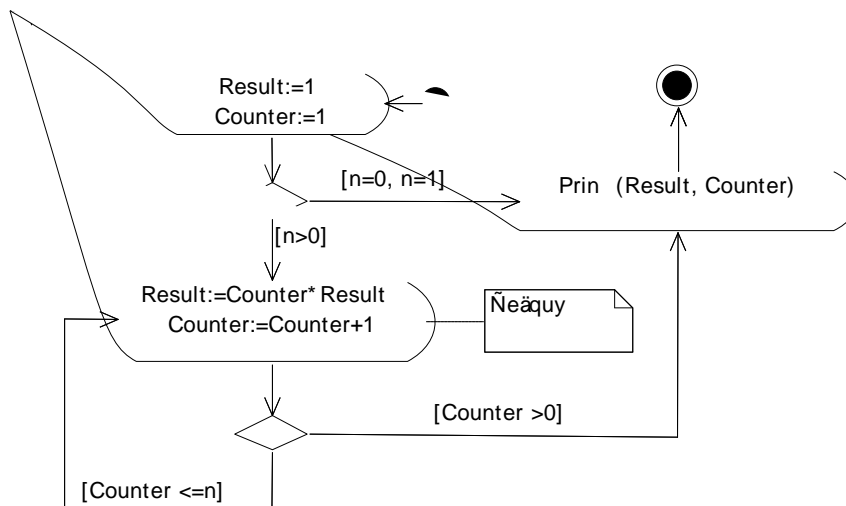 Result:=1
Counter:=1
[n=0, n=1]
Prin (Result, Counter)
[n>0]
Result:=Counter* Result
Counter:=Counter+1
Ñeäquy
[Counter >0]
[Counter <=n]